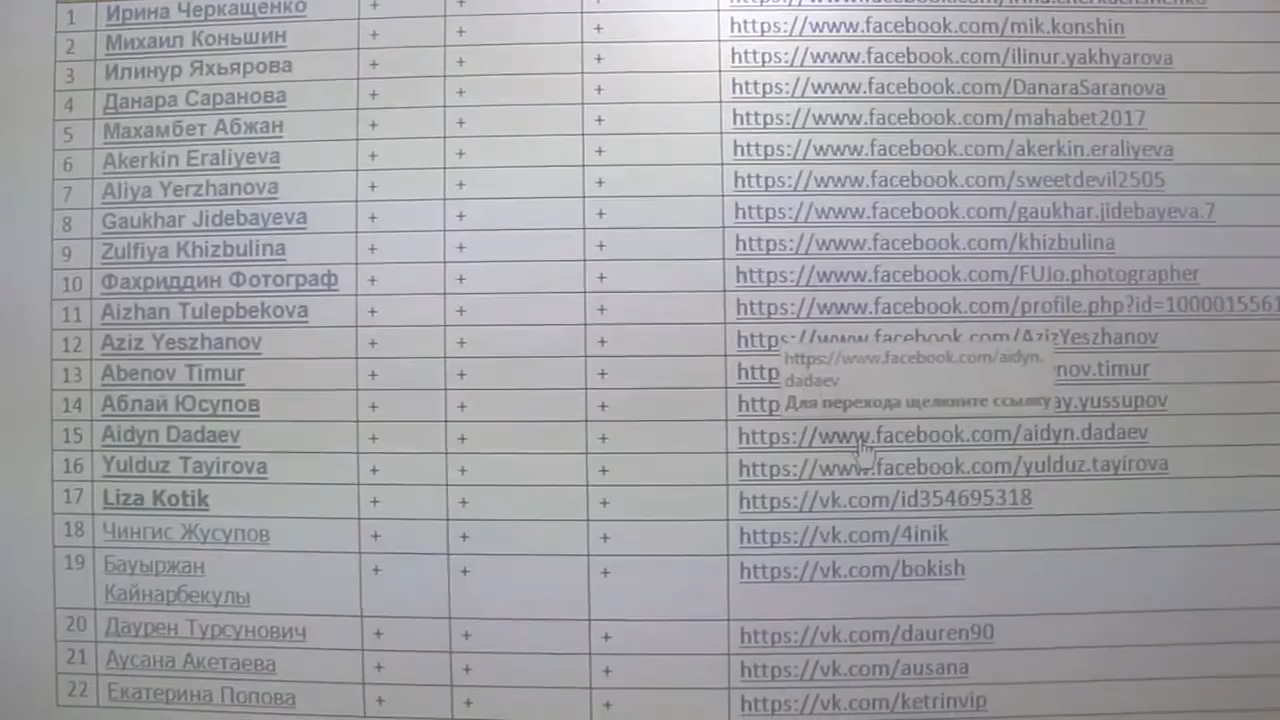 1 Ирина Черкащенко + + +
2 Михаил Коньшин + + + https://www.facebook.com/mik.konshin
3 Илинур Яхьярова + + + https://www.facebook.com/ilinur.yakhyarova
4 Данара Саранова + + + https://www.facebook.com/DanaraSaranova
5 Махамбет Абжан + + + https://www.facebook.com/mahabet2017
6 Akerkin Eraliyeva + + + https://www.facebook.com/akerkin.eraliyeva
7 Aliya Yerzhanova + + + https://www.facebook.com/sweetdevil2505
8 Gaukhar Jidebayeva + + + https://www.facebook.com/gaukhar.jidebayeva.7
9 Zulfiya Khizbulina + + + https://www.facebook.com/khizbulina
10 Фахриддин Фотограф + + + https://www.facebook.com/FUJo.photographer
11 Aizhan Tulepbekova + + + https://www.facebook.com/profile.php?id=100001556
12 Aziz Yeszhanov + + + https://www.facebook.com/AzizYeszhanov
https://www.facebook.com/aidyn.
13 Abenov Timur + + + http nov.timur
dadaev
14 Аблай Юсупов + + + http ay.yussupov
Для перехода щелкните ссылку
15 Aidyn Dadaev + + + https://www.facebook.com/aidyn.dadaev
16 Yulduz Tayirova + + + https://www.facebook.com/yulduz.tayirova
17 Liza Kotik + + + https://vk.com/id354695318
18 Чингис Жусупов + + + https://vk.com/4inik
19 Бауыржан + + + https://vk.com/bokish
Кайнарбекулы
20 Даурен Турсунович + + + https://vk.com/dauren90
21 Аусана Акетаева + + + https://vk.com/ausana
22 Екатерина Попова + + + https://vk.com/ketrinvip